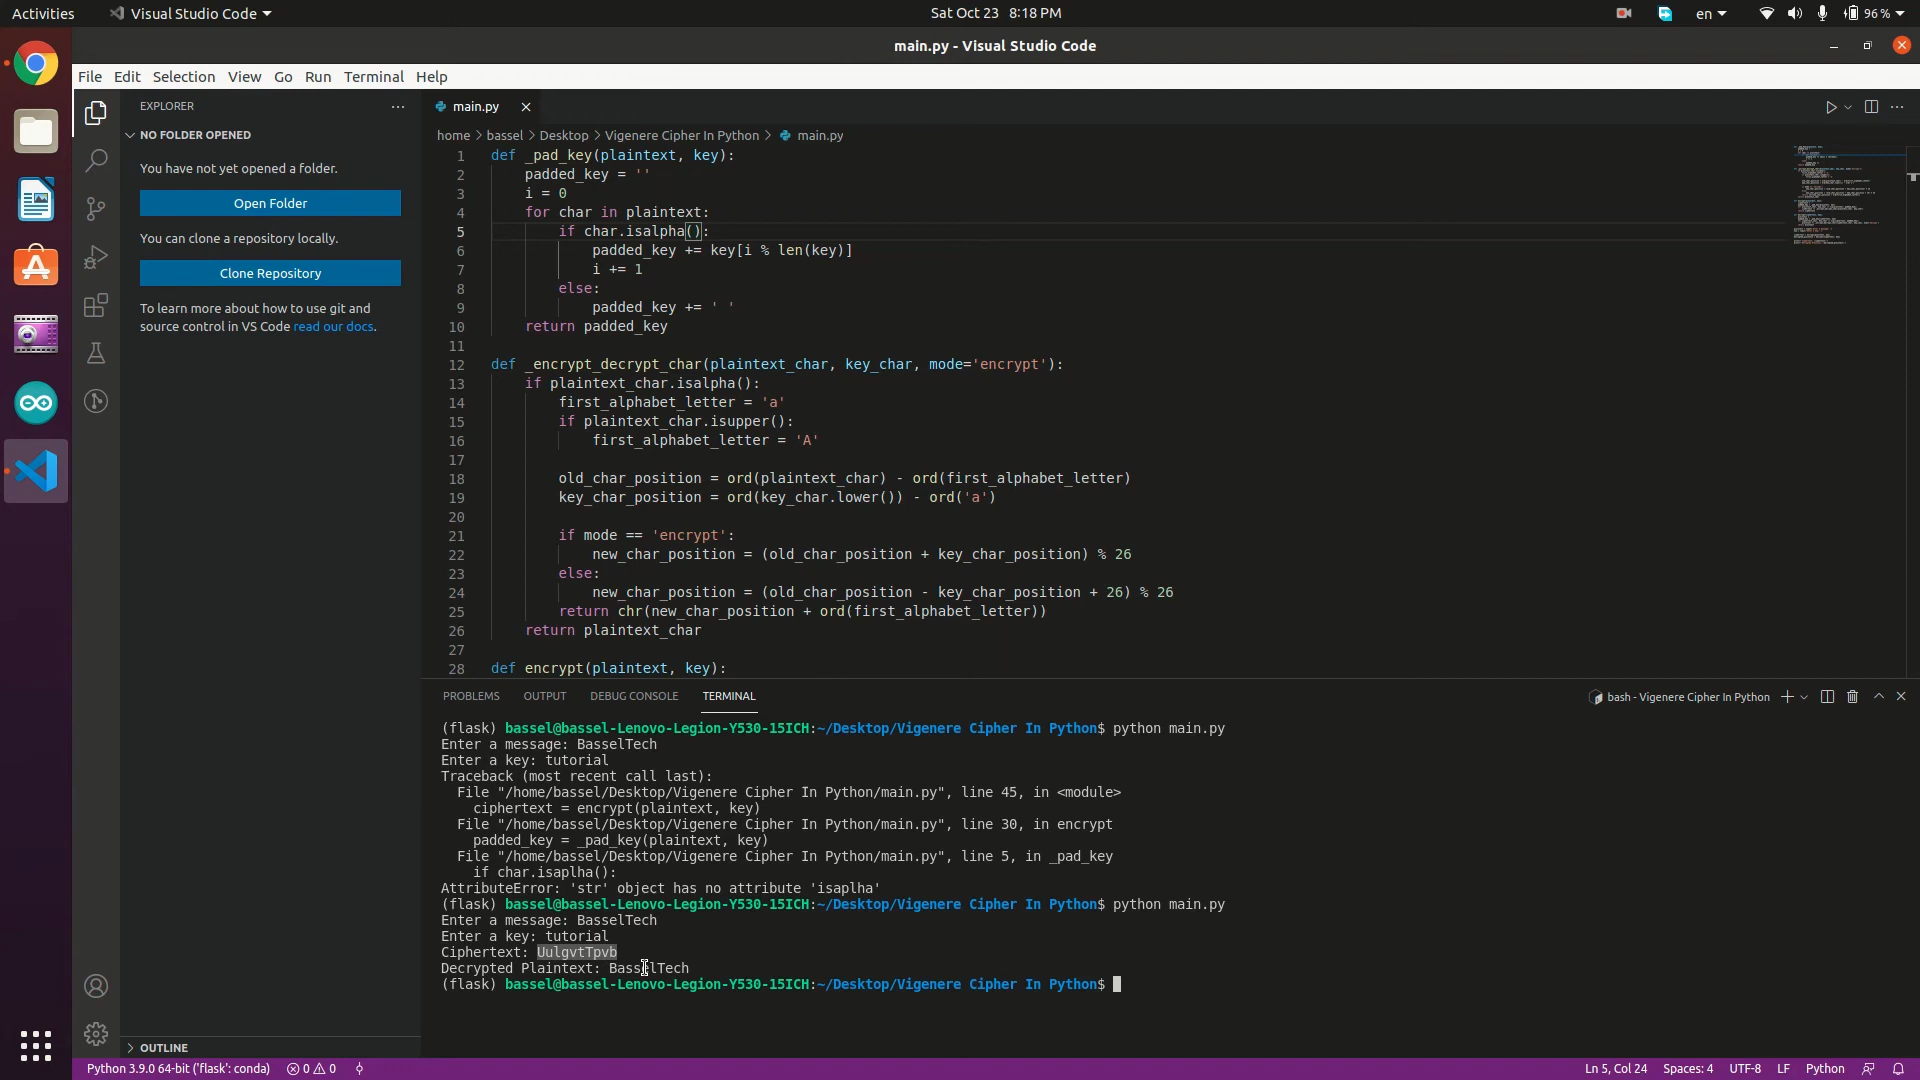 Activities
Visual Studio Code
Sat Oct 23 8:18 PM
en
96 %
main.py - Visual Studio Code
File Edit Selection View Go Run Terminal Help
EXPLORER
NO FOLDER OPENED
You have not yet opened a folder.
Open Folder
You can clone a repository locally.
Clone Repository
To learn more about how to use git and
source control in VS Code read our docs.
OUTLINE
main.py
home > bassel > Desktop > Vigenere Cipher In Python > main.py
1 def _pad_key(plaintext, key):
2 padded_key = ''
3 i = 0
4 for char in plaintext:
5 if char.isalpha():
6 padded_key += key[i % len(key)]
7 i += 1
8 else:
9 padded_key += ' '
10 return padded_key
11
12 def _encrypt_decrypt_char(plaintext_char, key_char, mode='encrypt'):
13 if plaintext_char.isalpha():
14 first_alphabet_letter = 'a'
15 if plaintext_char.isupper():
16 first_alphabet_letter = 'A'
17
18 old_char_position = ord(plaintext_char) - ord(first_alphabet_letter)
19 key_char_position = ord(key_char.lower()) - ord('a')
20
21 if mode == 'encrypt':
22 new_char_position = (old_char_position + key_char_position) % 26
23 else:
24 new_char_position = (old_char_position - key_char_position + 26) % 26
25 return chr(new_char_position + ord(first_alphabet_letter))
26 return plaintext_char
27
28 def encrypt(plaintext, key):
PROBLEMS OUTPUT DEBUG CONSOLE TERMINAL
bash - Vigenere Cipher In Python
(flask) bassel@bassel-Lenovo-Legion-Y530-15ICH:~/Desktop/Vigenere Cipher In Python$ python main.py
Enter a message: BasselTech
Enter a key: tutorial
Traceback (most recent call last):
File "/home/bassel/Desktop/Vigenere Cipher In Python/main.py", line 45, in <module>
ciphertext = encrypt(plaintext, key)
File "/home/bassel/Desktop/Vigenere Cipher In Python/main.py", line 30, in encrypt
padded_key = _pad_key(plaintext, key)
File "/home/bassel/Desktop/Vigenere Cipher In Python/main.py", line 5, in _pad_key
if char.isaplha():
AttributeError: 'str' object has no attribute 'isaplha'
(flask) bassel@bassel-Lenovo-Legion-Y530-15ICH:~/Desktop/Vigenere Cipher In Python$ python main.py
Enter a message: BasselTech
Enter a key: tutorial
Ciphertext: UulgvtTpvb
Decrypted Plaintext: BasselTech
(flask) bassel@bassel-Lenovo-Legion-Y530-15ICH:~/Desktop/Vigenere Cipher In Python$
Python 3.9.0 64-bit ('flask': conda) 0 0
Ln 5, Col 24 Spaces: 4 UTF-8 LF Python